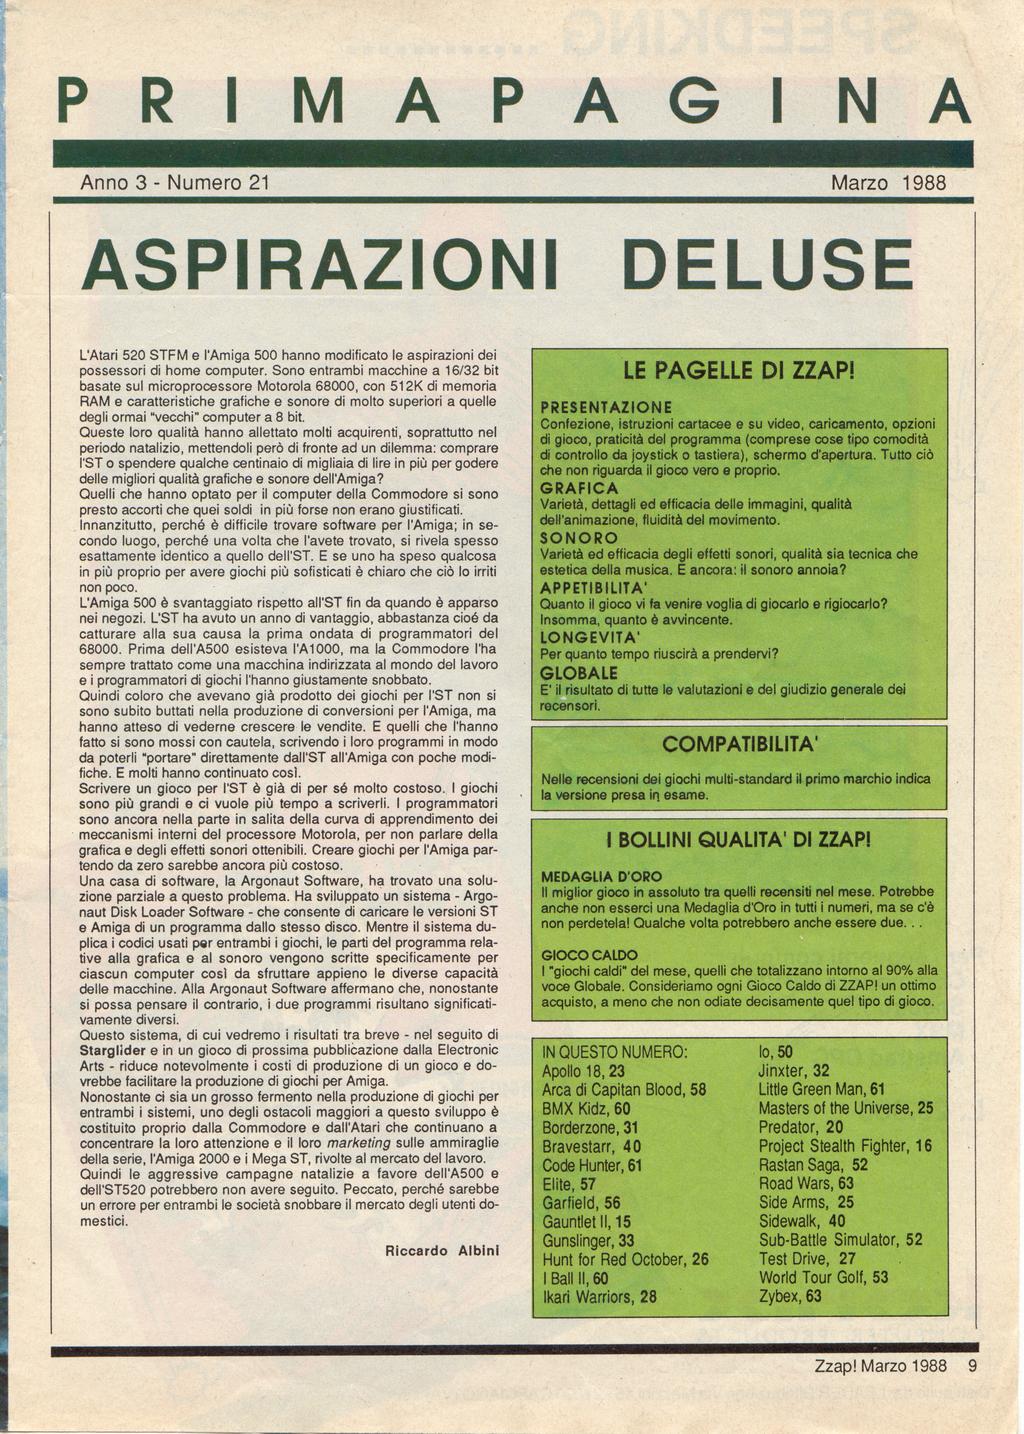 PRIMAPAGINA
Anno 3 - Numero 21
Marzo 1988
ASPIRAZIONI DELUSE
L'Atari 520 STFM e l'Amiga 500 hanno modificato le aspirazioni dei
possessori di home computer. Sono entrambi macchine a 16/32 bit
basate sul microprocessore Motorola 68000, con 512K di memoria
RAM e caratteristiche grafiche e sonore di molto superiori a quelle
degli ormai "vecchi" computer a 8 bit.
Queste loro qualità hanno allettato molti acquirenti, soprattutto nel
periodo natalizio, mettendoli però di fronte ad un dilemma: comprare
l'ST o spendere qualche centinaio di migliaia di lire in più per godere
delle migliori qualità grafiche e sonore dell'Amiga?
Quelli che hanno optato per il computer della Commodore si sono
presto accorti che quei soldi in più forse non erano giustificati.
Innanzitutto, perché è difficile trovare software per l'Amiga; in se-
condo luogo, perché una volta che l'avete trovato, si rivela spesso
esattamente identico a quello dell'ST. E se uno ha speso qualcosa
in più proprio per avere giochi più sofisticati è chiaro che ciò lo irriti
non poco.
L'Amiga 500 è svantaggiato rispetto all'ST fin da quando è apparso
nei negozi. L'ST ha avuto un anno di vantaggio, abbastanza cioé da
catturare alla sua causa la prima ondata di programmatori del
68000. Prima dell'A500 esisteva l'A1000, ma la Commodore l'ha
sempre trattato come una macchina indirizzata al mondo del lavoro
e i programmatori di giochi l'hanno giustamente snobbato.
Quindi coloro che avevano già prodotto dei giochi per l'ST non si
sono subito buttati nella produzione di conversioni per l'Amiga, ma
hanno atteso di vederne crescere le vendite. E quelli che l'hanno
fatto si sono mossi con cautela, scrivendo i loro programmi in modo
da poterli "portare" direttamente dall'ST all'Amiga con poche modi-
fiche. E molti hanno continuato così.
Scrivere un gioco per l'ST è già di per sé molto costoso. I giochi
sono più grandi e ci vuole più tempo a scriverli. I programmatori
sono ancora nella parte in salita della curva di apprendimento dei
meccanismi interni del processore Motorola, per non parlare della
grafica e degli effetti sonori ottenibili. Creare giochi per l'Amiga par-
tendo da zero sarebbe ancora più costoso.
Una casa di software, la Argonaut Software, ha trovato una solu-
zione parziale a questo problema. Ha sviluppato un sistema - Argo-
naut Disk Loader Software - che consente di caricare le versioni ST
e Amiga di un programma dallo stesso disco. Mentre il sistema du-
plica i codici usati per entrambi i giochi, le parti del programma rela-
tive alla grafica e al sonoro vengono scritte specificamente per
ciascun computer così da sfruttare appieno le diverse capacità
delle macchine. Alla Argonaut Software affermano che, nonostante
si possa pensare il contrario, i due programmi risultano significati-
vamente diversi.
Questo sistema, di cui vedremo i risultati tra breve - nel seguito di
Starglider e in un gioco di prossima pubblicazione dalla Electronic
Arts - riduce notevolmente i costi di produzione di un gioco e do-
vrebbe facilitare la produzione di giochi per Amiga.
Nonostante ci sia un grosso fermento nella produzione di giochi per
entrambi i sistemi, uno degli ostacoli maggiori a questo sviluppo è
costituito proprio dalla Commodore e dall'Atari che continuano a
concentrare la loro attenzione e il loro marketing sulle ammiraglie
della serie, l'Amiga 2000 e i Mega ST, rivolte al mercato del lavoro.
Quindi le aggressive campagne natalizie a favore dell'A500 e
dell'ST520 potrebbero non avere seguito. Peccato, perché sarebbe
un errore per entrambi le società snobbare il mercato degli utenti do-
mestici.
Riccardo Albini
LE PAGELLE DI ZZAP!
PRESENTAZIONE
Confezione, istruzioni cartacee e su video, caricamento, opzioni
di gioco, praticità del programma (comprese cose tipo comodità
di controllo da joystick o tastiera), schermo d'apertura. Tutto ciò
che non riguarda il gioco vero e proprio.
GRAFICA
Varietà, dettagli ed efficacia delle immagini, qualità
dell'animazione, fluidità del movimento.
SONORO
Varietà ed efficacia degli effetti sonori, qualità sia tecnica che
estetica della musica. E ancora: il sonoro annoia?
APPETIBILITA'
Quanto il gioco vi fa venire voglia di giocarlo e rigiocarlo?
Insomma, quanto è avvincente.
LONGEVITA'
Per quanto tempo riuscirà a prendervi?
GLOBALE
E' il risultato di tutte le valutazioni e del giudizio generale dei
recensori.
COMPATIBILITA'
Nelle recensioni dei giochi multi-standard il primo marchio indica
la versione presa in esame.
I BOLLINI QUALITA' DI ZZAP!
MEDAGLIA D'ORO
Il miglior gioco in assoluto tra quelli recensiti nel mese. Potrebbe
anche non esserci una Medaglia d'Oro in tutti i numeri, ma se c'è
non perdetela! Qualche volta potrebbero anche essere due. . .
GIOCO CALDO
I "giochi caldi" del mese, quelli che totalizzano intorno al 90% alla
voce Globale. Consideriamo ogni Gioco Caldo di ZZAP! un ottimo
acquisto, a meno che non odiate decisamente quel tipo di gioco.
IN QUESTO NUMERO:
Apollo 18, 23
Arca di Capitan Blood, 58
BMX Kidz, 60
Borderzone, 31
Bravestarr, 40
Code Hunter, 61
Elite, 57
Garfield, 56
Gauntlet II, 15
Gunslinger, 33
Hunt for Red October, 26
I Ball II, 60
Ikari Warriors, 28
Io, 50
Jinxter, 32
Little Green Man, 61
Masters of the Universe, 25
Predator, 20
Project Stealth Fighter, 16
Rastan Saga, 52
Road Wars, 63
Side Arms, 25
Sidewalk, 40
Sub-Battle Simulator, 52
Test Drive, 27
World Tour Golf, 53
Zybex, 63
Zzap! Marzo 1988 9